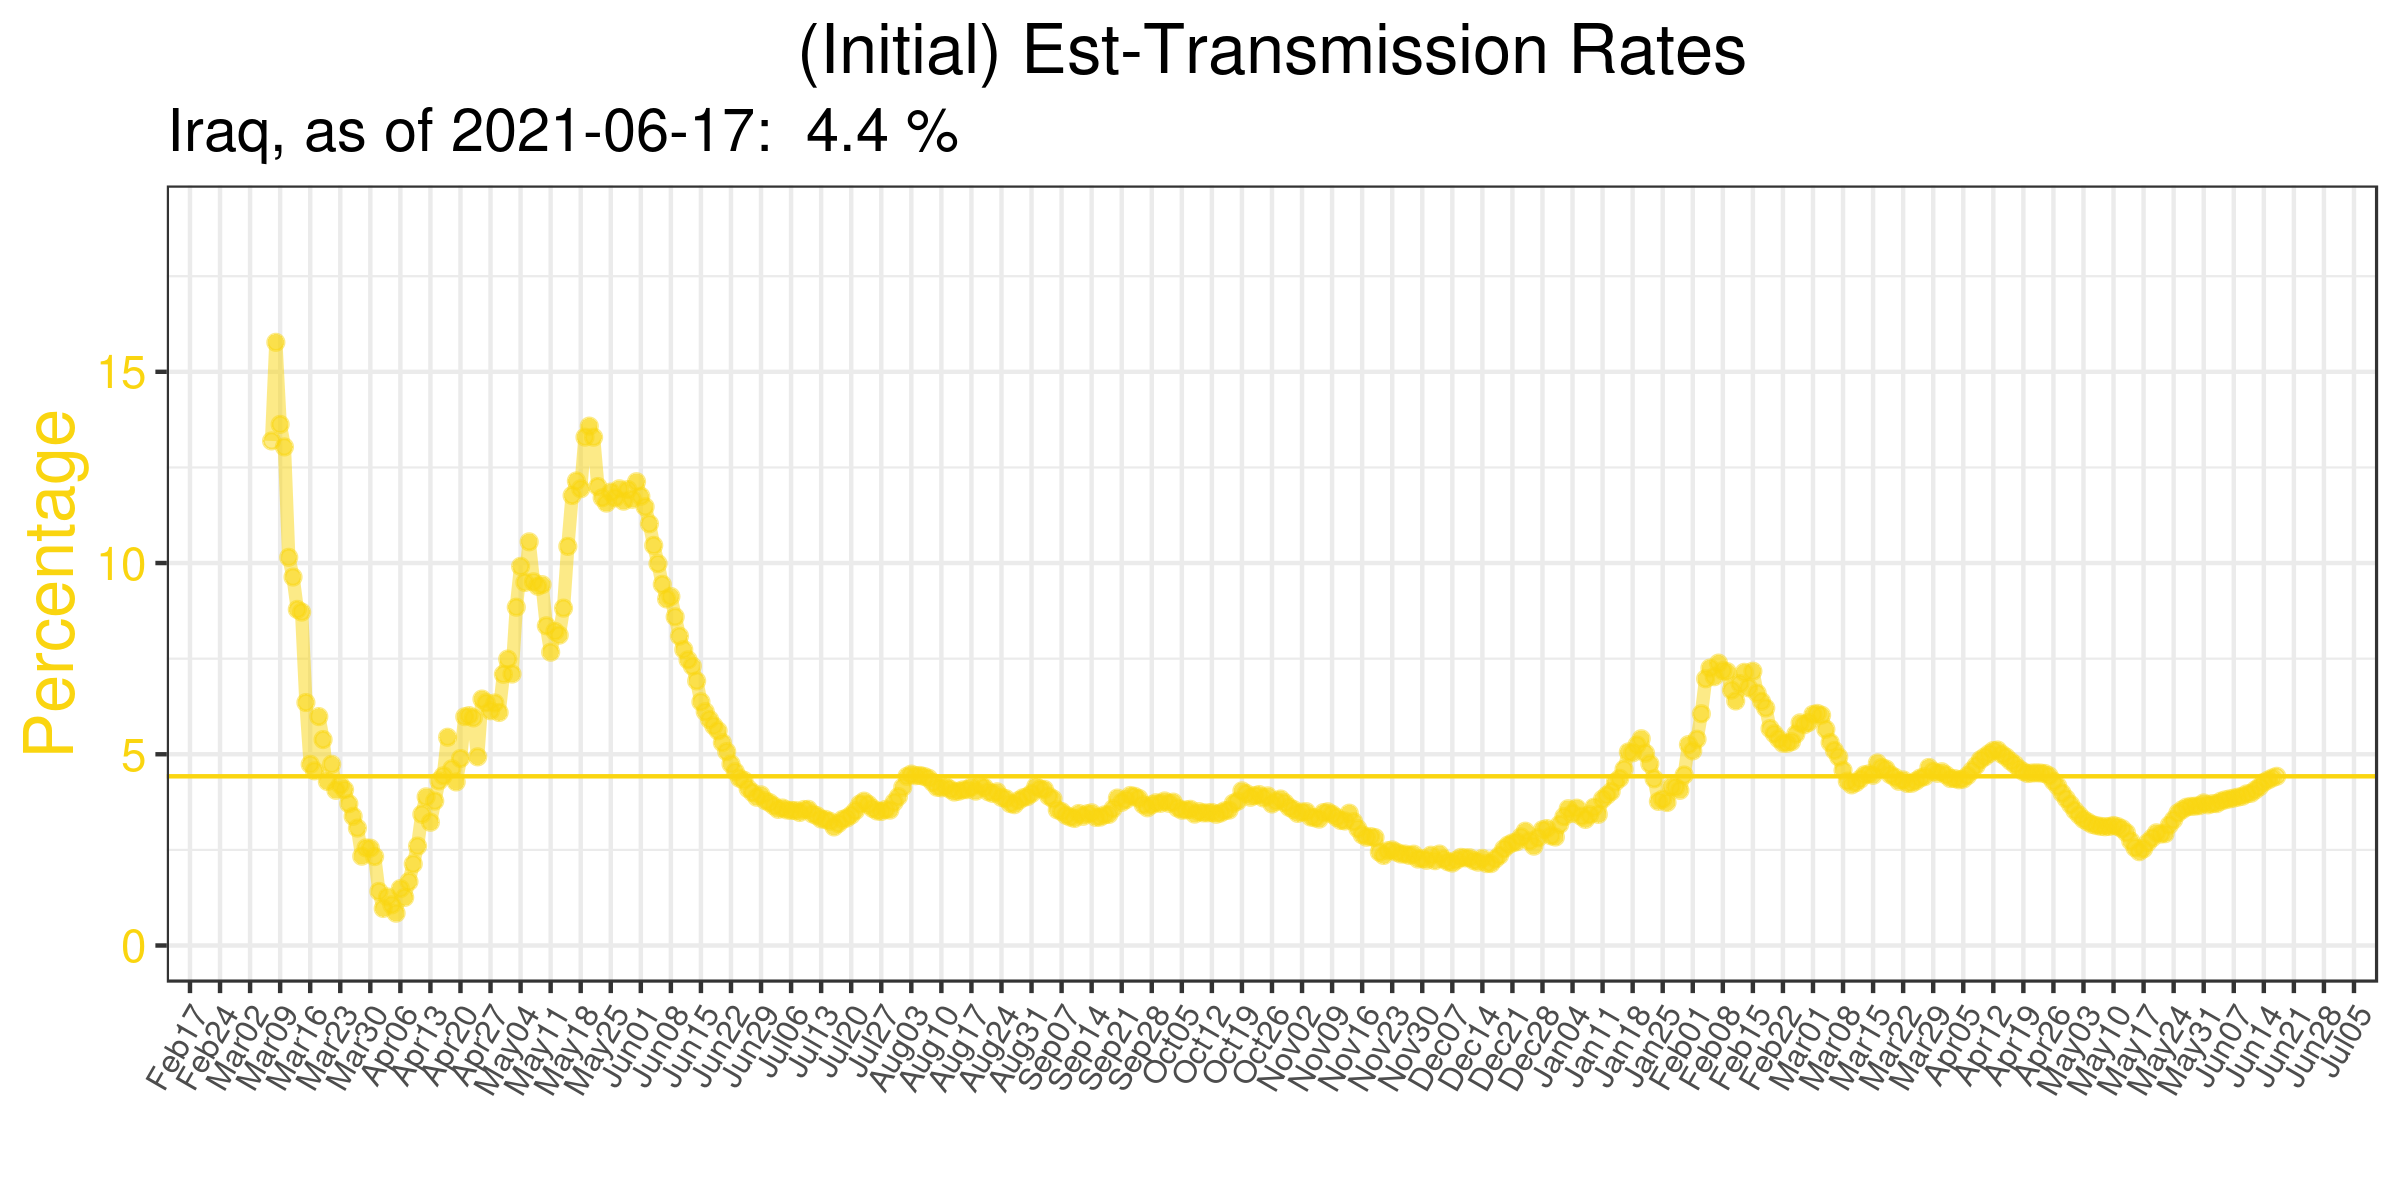 (Initial) Est-Transmission Rates
Iraq, as of 2021-06-17:  4.4 %
Percentage
15
10
5
0
Feb17
Feb24
Mar02
Mar09
Mar16
Mar23
Mar30
Apr06
Apr13
Apr20
Apr27
May04
May11
May18
May25
Jun01
Jun08
Jun15
Jun22
Jun29
Jul06
Jul13
Jul20
Jul27
Aug03
Aug10
Aug17
Aug24
Aug31
Sep07
Sep14
Sep21
Sep28
Oct05
Oct12
Oct19
Oct26
Nov02
Nov09
Nov16
Nov23
Nov30
Dec07
Dec14
Dec21
Dec28
Jan04
Jan11
Jan18
Jan25
Feb01
Feb08
Feb15
Feb22
Mar01
Mar08
Mar15
Mar22
Mar29
Apr05
Apr12
Apr19
Apr26
May03
May10
May17
May24
May31
Jun07
Jun14
Jun21
Jun28
Jul05